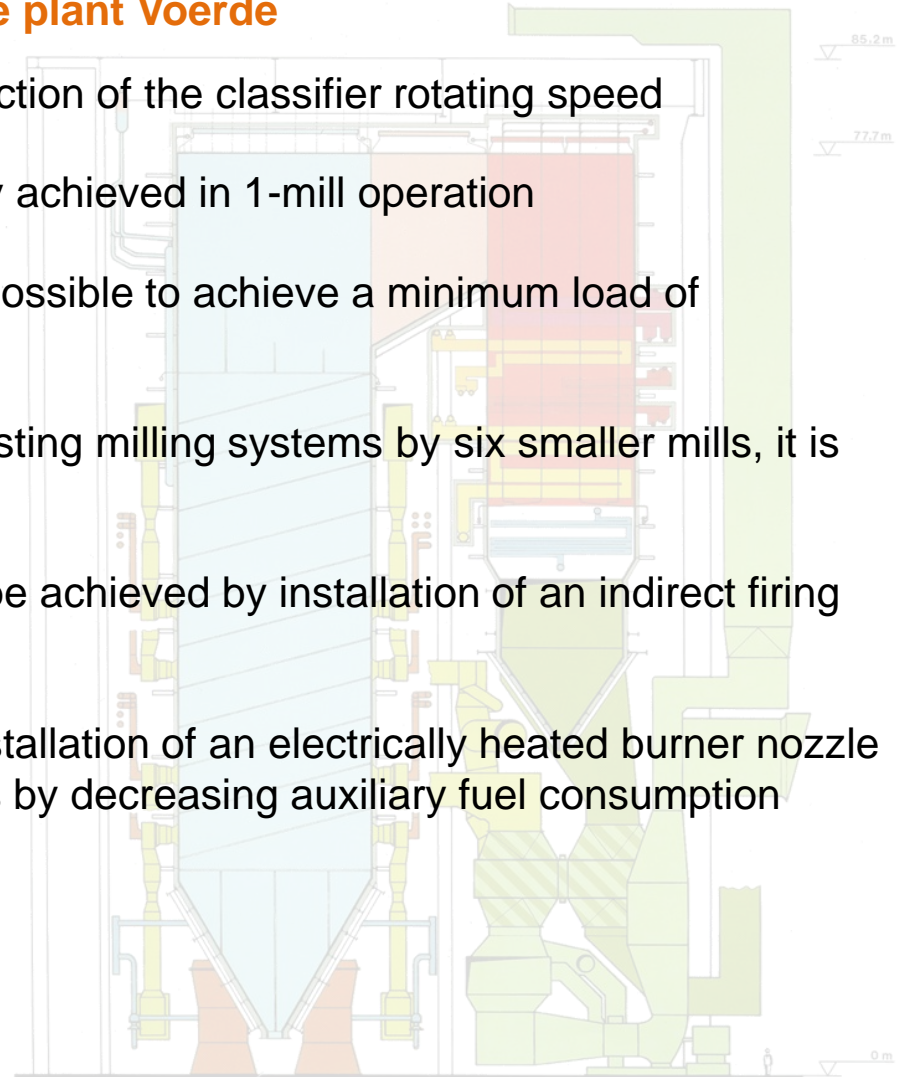 e plant Voerde
85,2 m
ction of the classifier rotating speed
77.7 m
y achieved in 1-mill operation
ossible to achieve a minimum load of
sting milling systems by six smaller mills, it is
be achieved by installation of an indirect firing
stallation of an electrically heated burner nozzle
s by decreasing auxiliary fuel consumption
0 m